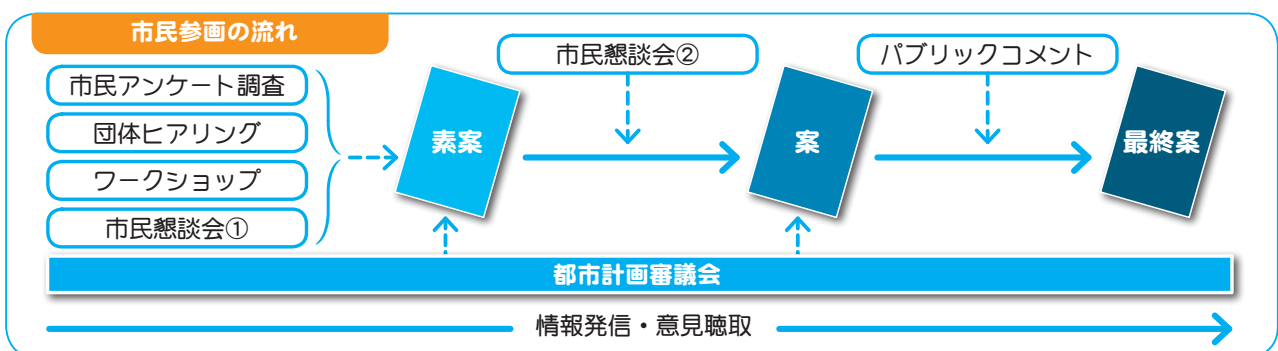 市民参画の流れ
市民アンケート調査
団体ヒアリング
ワークショップ
市民懇談会①
素案
市民懇談会②
案
パブリックコメント
最終案
都市計画審議会
情報発信・意見聴取